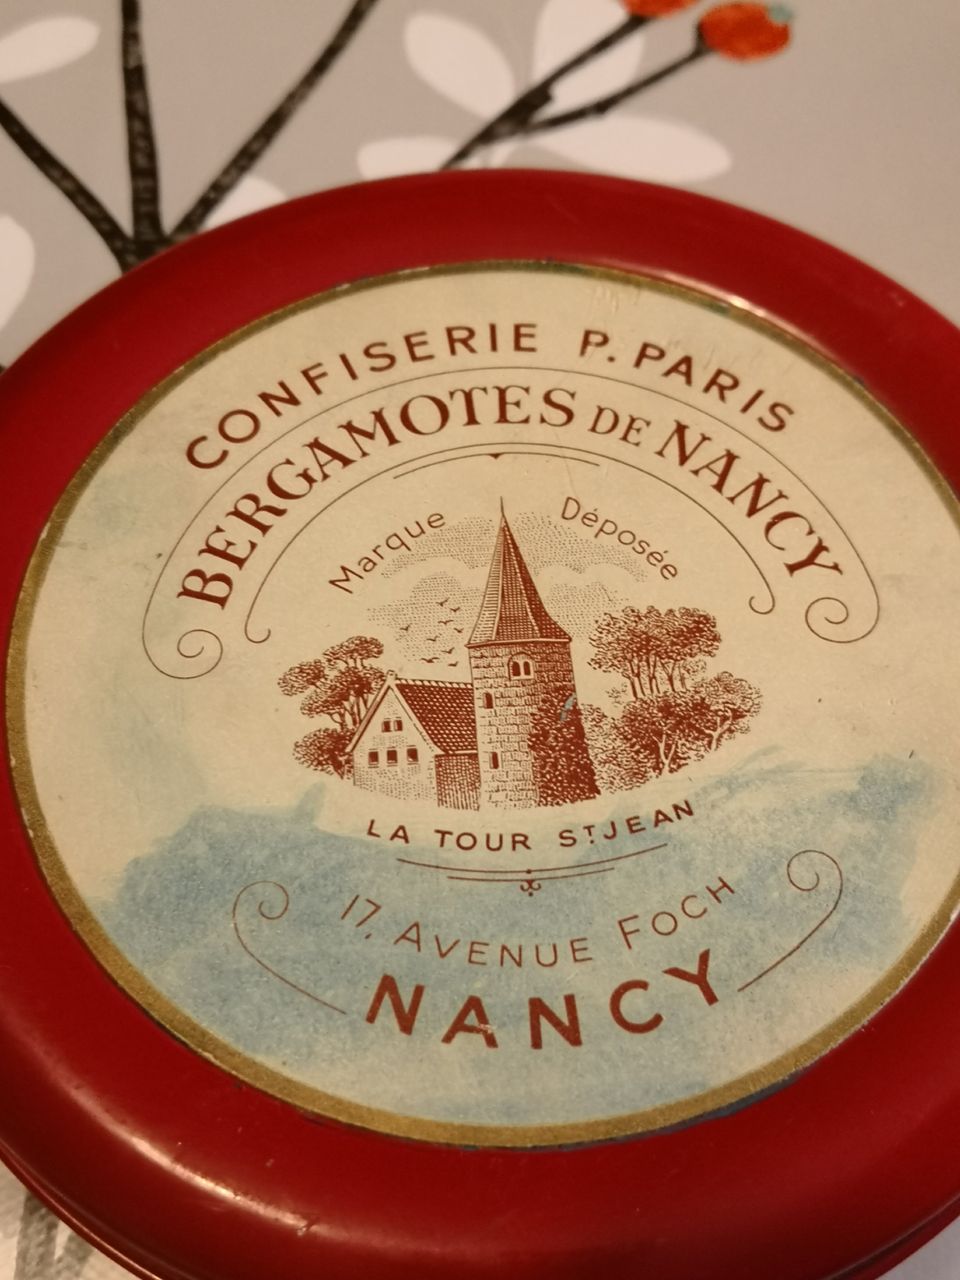 CONFISERIE P. PARIS
BERGAMOTES DE NANCY
Marque Déposée
LA TOUR ST. JEAN
17, AVENUE FOCH
NANCY